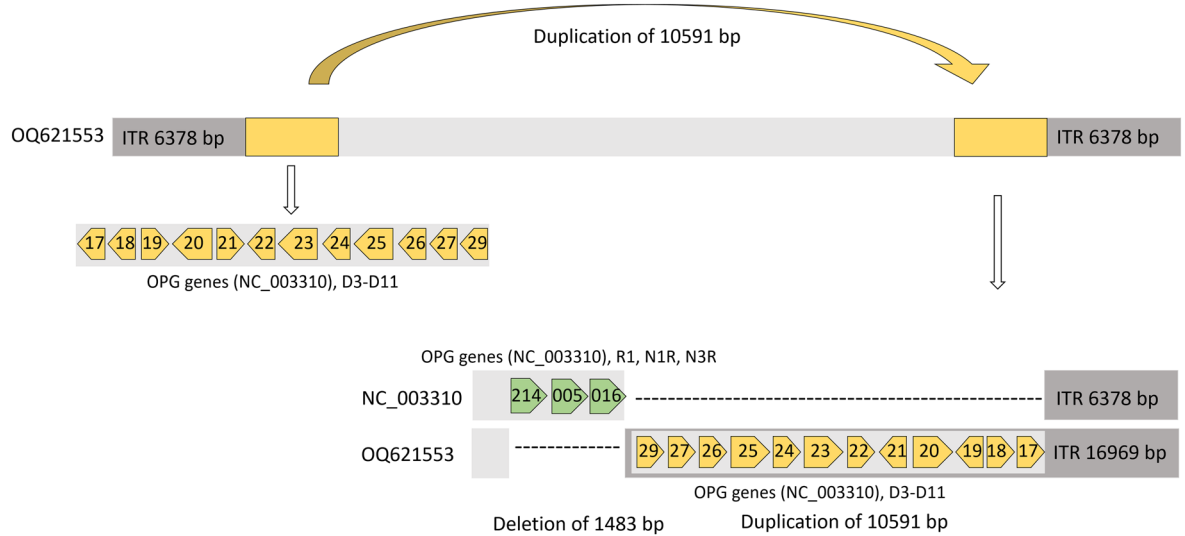 Duplication of 10591 bp
OQ621553 ITR 6378 bp ITR 6378 bp
17 18 19 20 21 22 23 24 25 26 27 29
OPG genes (NC_003310), D3-D11
OPG genes (NC_003310), R1, N1R, N3R
NC_003310 214 005 016 ITR 6378 bp
OQ621553 29 27 26 25 24 23 22 21 20 19 18 17 ITR 16969 bp
OPG genes (NC_003310), D3-D11
Deletion of 1483 bp Duplication of 10591 bp